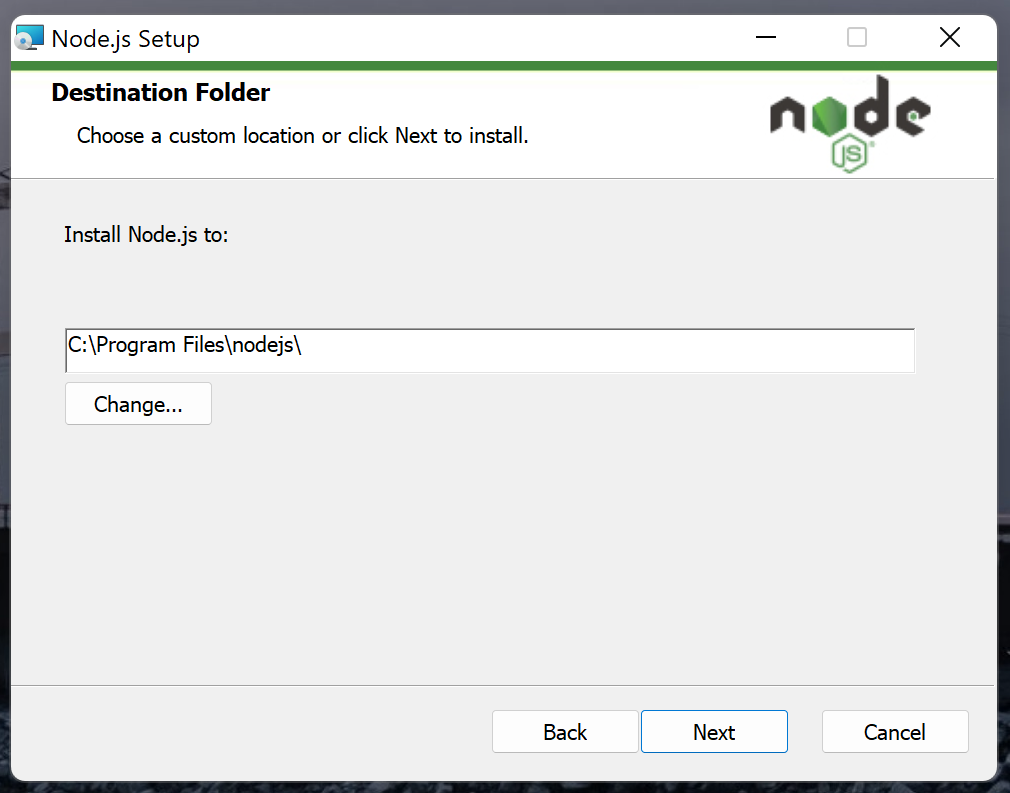 Node.js Setup
Destination Folder
Choose a custom location or click Next to install.
node
JS
®
Install Node.js to:
C:\Program Files\nodejs\
Change...
Back
Next
Cancel